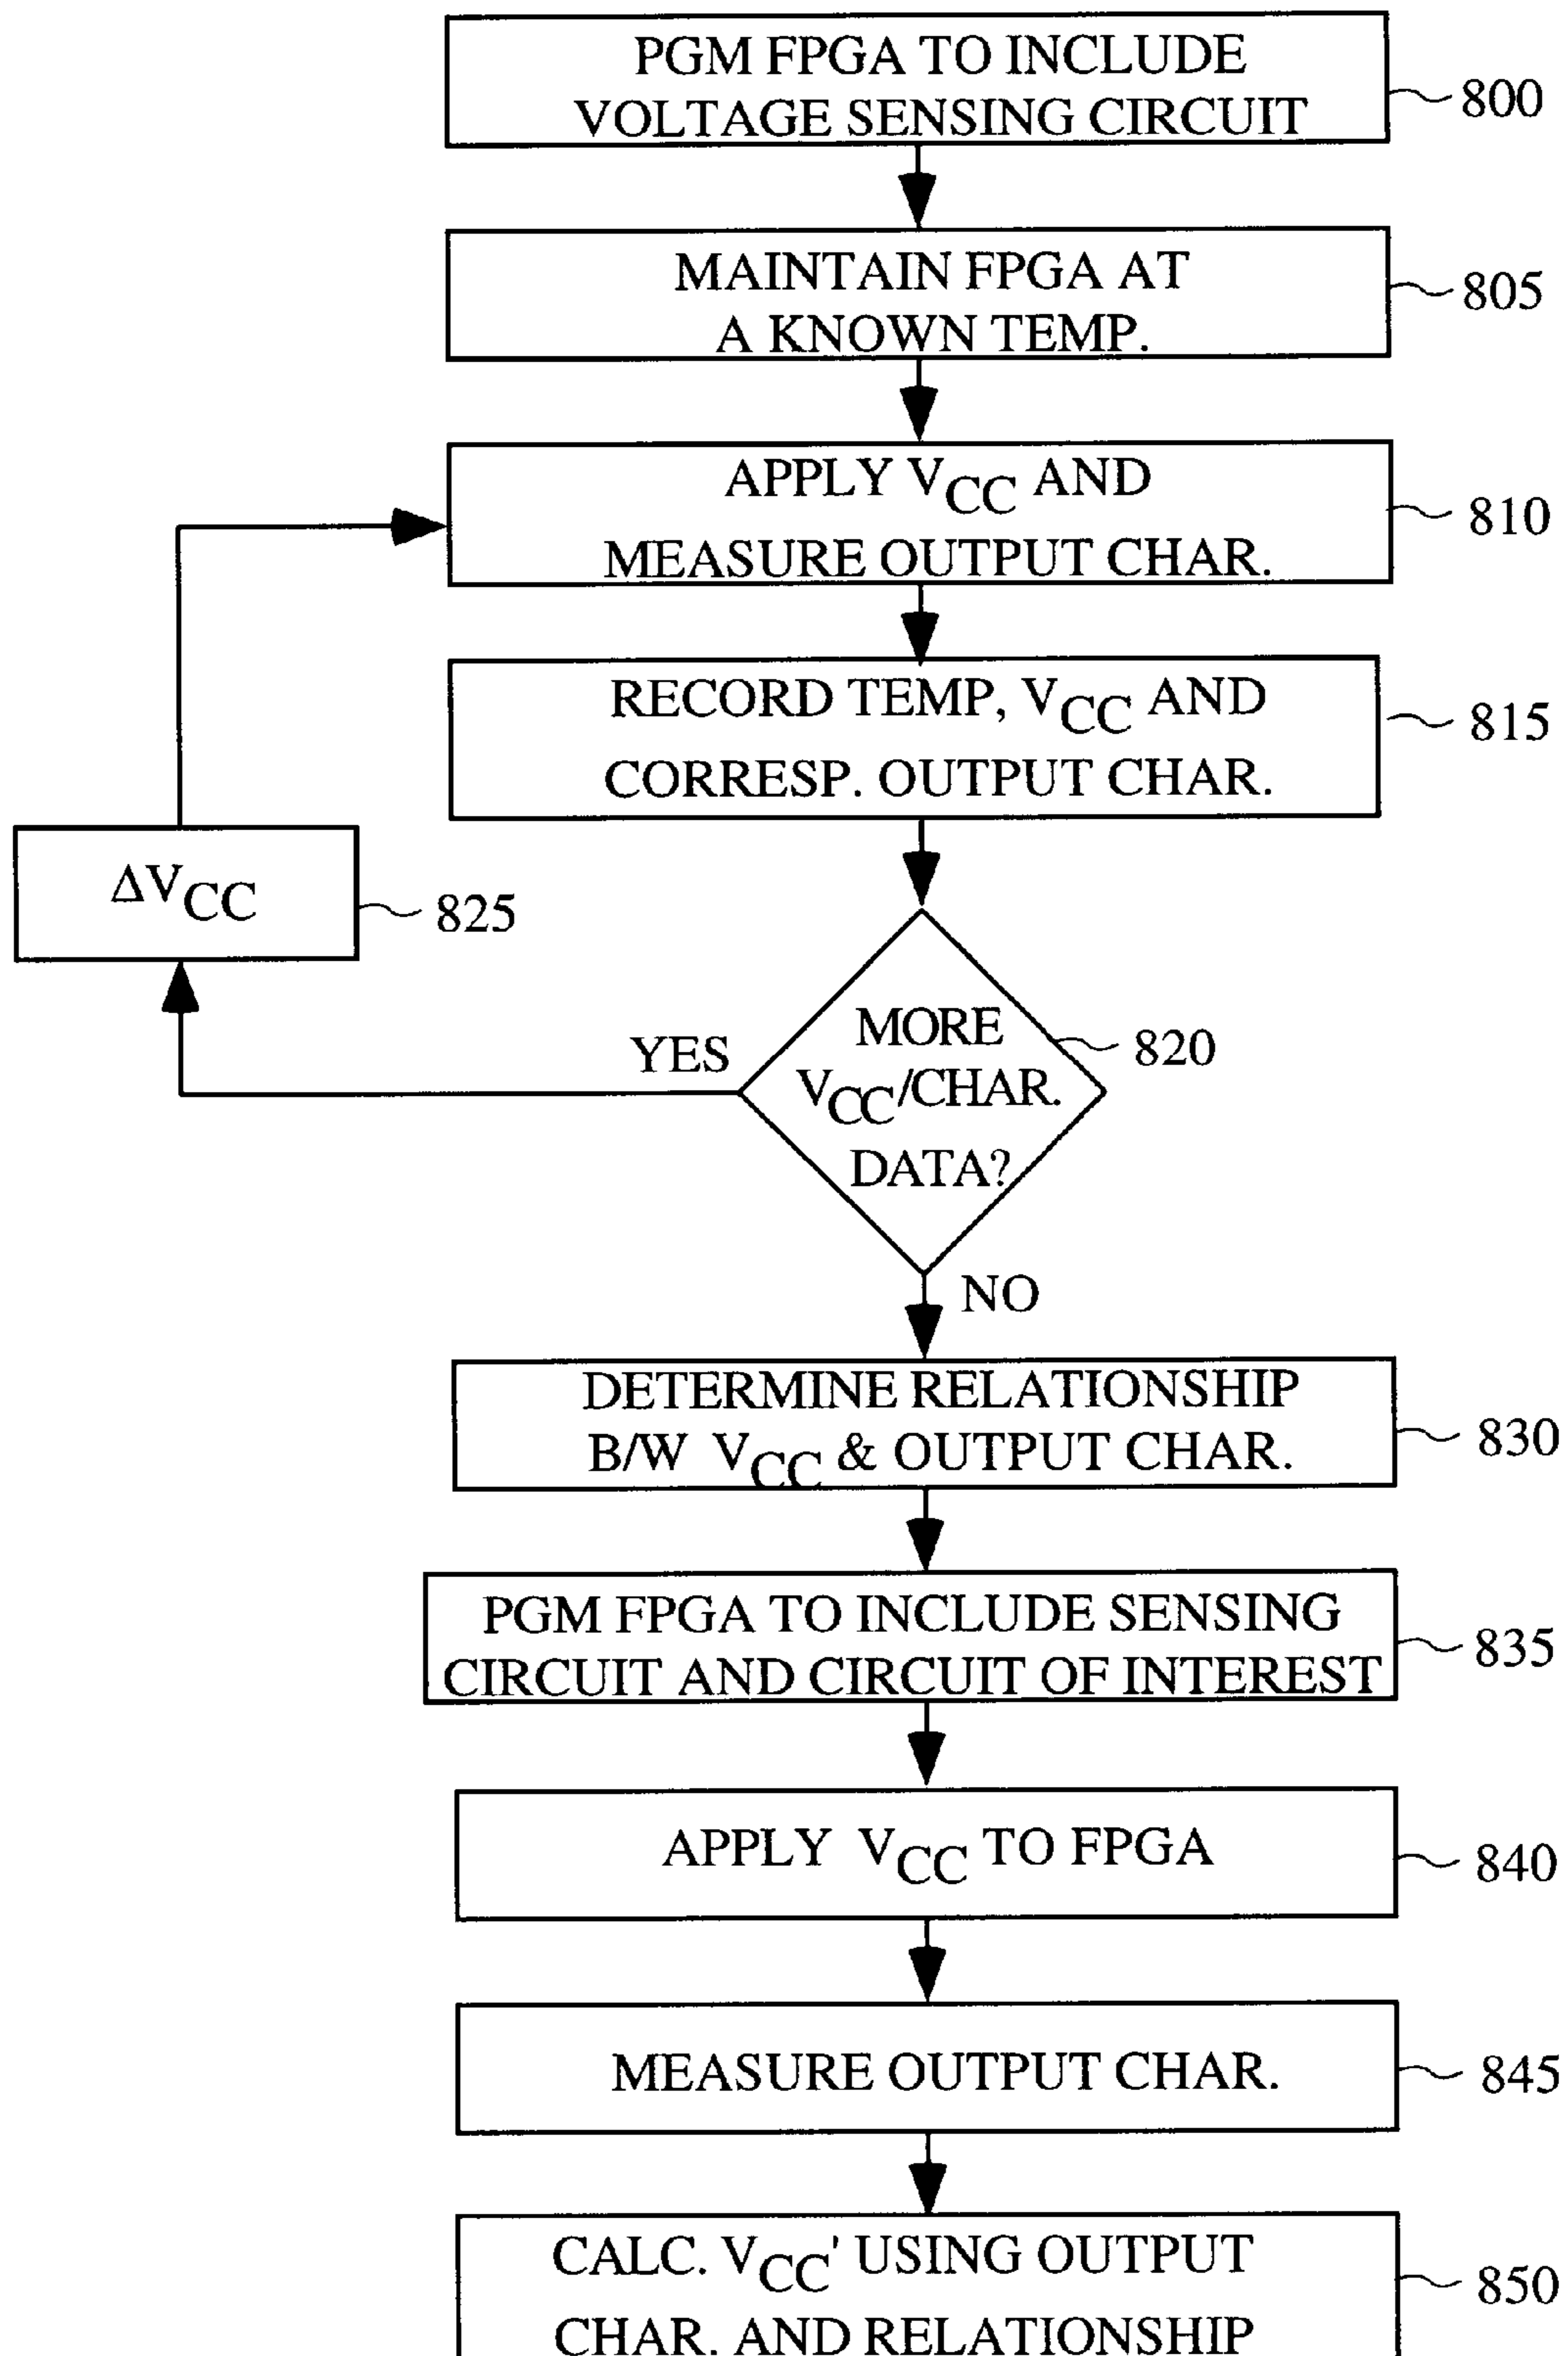 PGM FPGA TO INCLUDE
VOLTAGE SENSING CIRCUIT
800
MAINTAIN FPGA AT
A KNOWN TEMP.
805
APPLY VCC AND
MEASURE OUTPUT CHAR.
810
RECORD TEMP, VCC AND
CORRESP. OUTPUT CHAR.
815
ΔVCC
825
MORE
VCC/CHAR.
DATA?
820
YES
NO
DETERMINE RELATIONSHIP
B/W VCC & OUTPUT CHAR.
830
PGM FPGA TO INCLUDE SENSING
CIRCUIT AND CIRCUIT OF INTEREST
835
APPLY VCC TO FPGA
840
MEASURE OUTPUT CHAR.
845
CALC. VCC' USING OUTPUT
CHAR. AND RELATIONSHIP
850